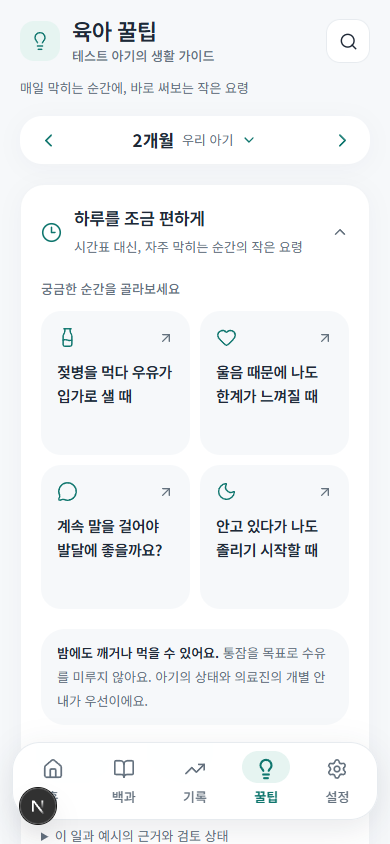 육아 꿀팁
테스트 아기의 생활 가이드
매일 막히는 순간에, 바로 써보는 작은 요령
2개월 우리 아기
하루를 조금 편하게
시간표 대신, 자주 막히는 순간의 작은 요령
궁금한 순간을 골라보세요
젖병을 먹다 우유가
입가로 샐 때
울음 때문에 나도
한계가 느껴질 때
계속 말을 걸어야
발달에 좋을까요?
안고 있다가 나도
졸리기 시작할 때
밤에도 깨거나 먹을 수 있어요. 통잠을 목표로 수유
를 미루지 않아요. 아기의 상태와 의료진의 개별 안
내가 우선이에요.
백과
기록
꿀팁
설정
N
이 일과 예시의 근거와 검토 상태